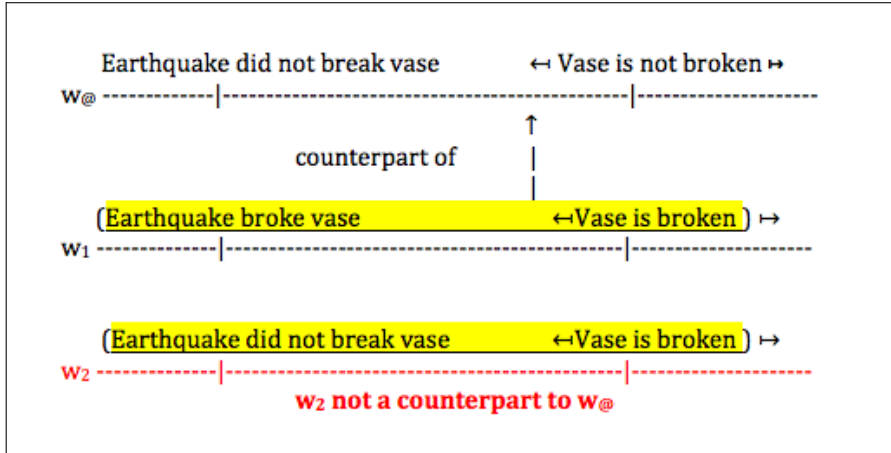 Earthquake did not break vase ↤ Vase is not broken ↦
w@ -------------|------------------------------------------------|---------------------
↑
counterpart of |
|
(Earthquake broke vase ↤Vase is broken ) ↦
w₁ --------------|-----------------------------------------------|----------------------
(Earthquake did not break vase ↤Vase is broken ) ↦
w₂ --------------|-----------------------------------------------|----------------------
w₂ not a counterpart to w@